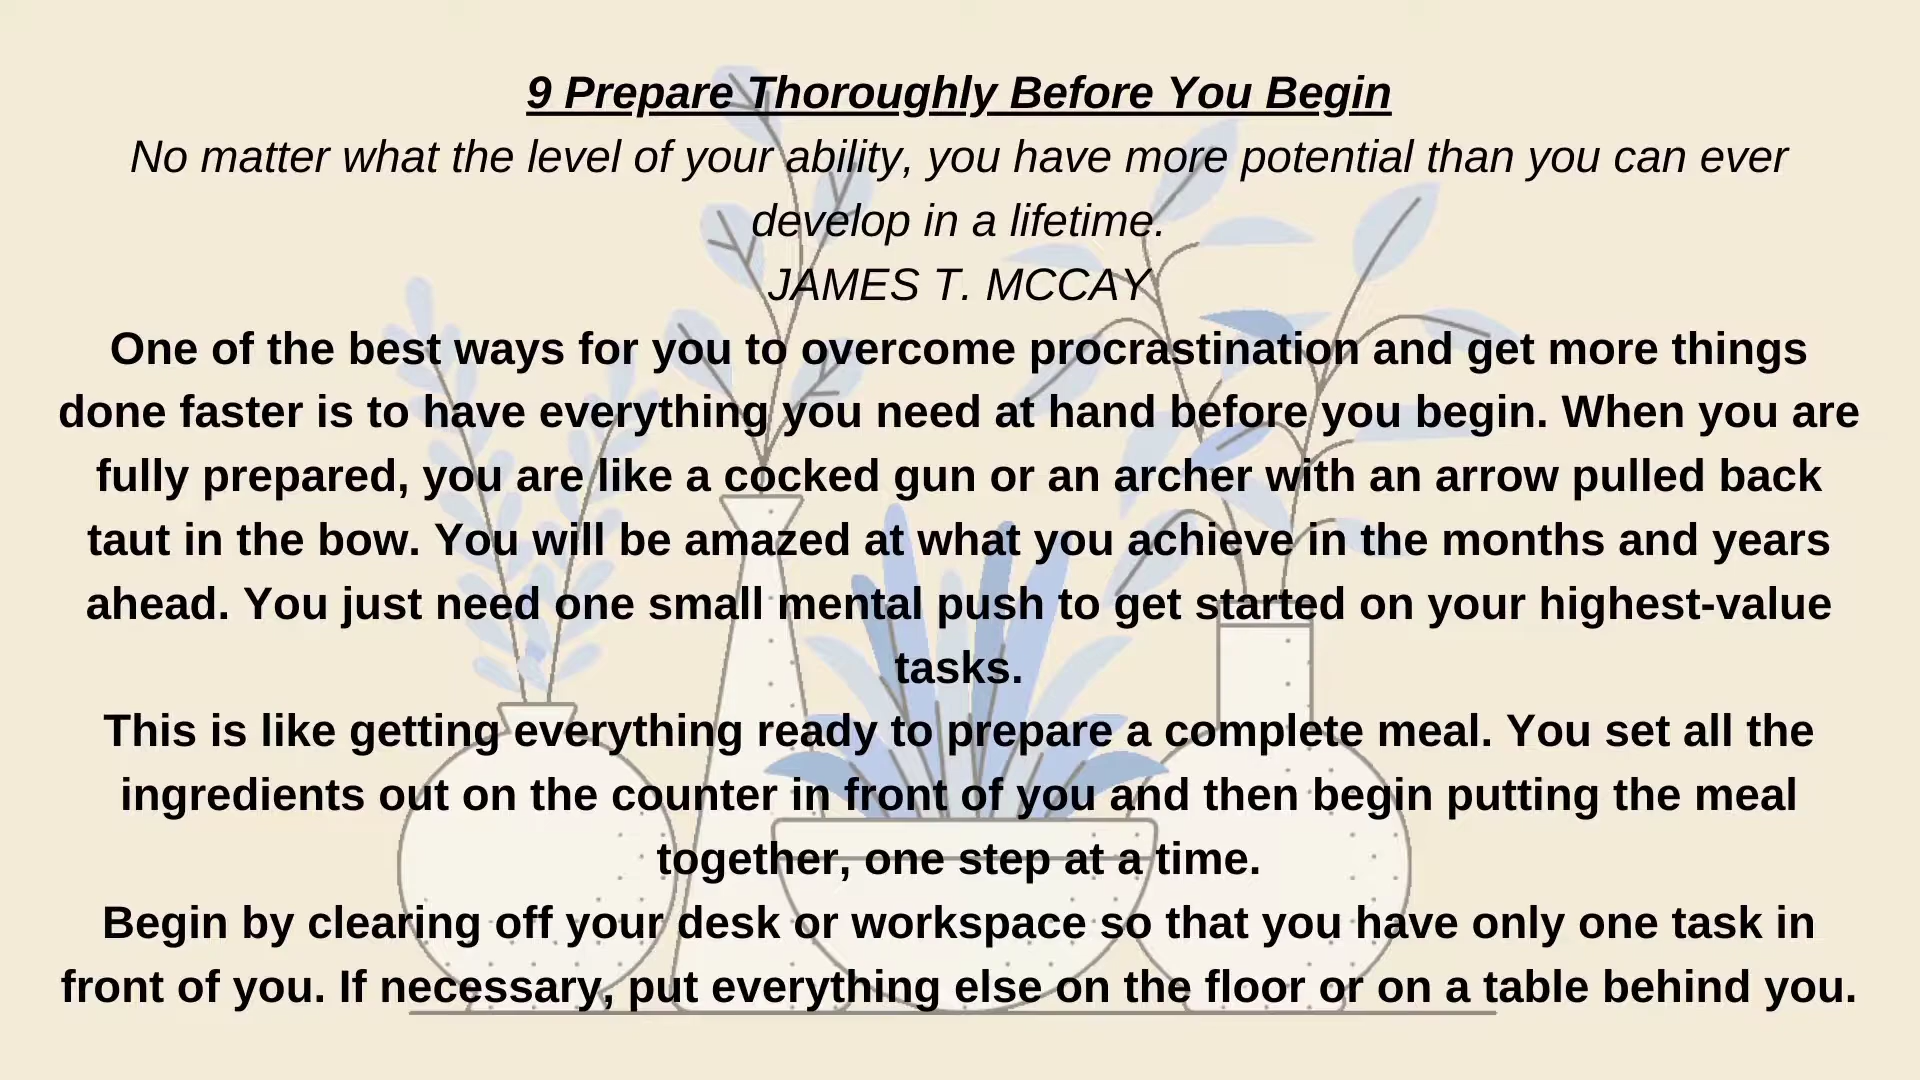 9 Prepare Thoroughly Before You Begin
No matter what the level of your ability, you have more potential than you can ever
develop in a lifetime.
JAMES T. MCCAY
One of the best ways for you to overcome procrastination and get more things
done faster is to have everything you need at hand before you begin. When you are
fully prepared, you are like a cocked gun or an archer with an arrow pulled back
taut in the bow. You will be amazed at what you achieve in the months and years
ahead. You just need one small mental push to get started on your highest-value
tasks.
This is like getting everything ready to prepare a complete meal. You set all the
ingredients out on the counter in front of you and then begin putting the meal
together, one step at a time.
Begin by clearing off your desk or workspace so that you have only one task in
front of you. If necessary, put everything else on the floor or on a table behind you.